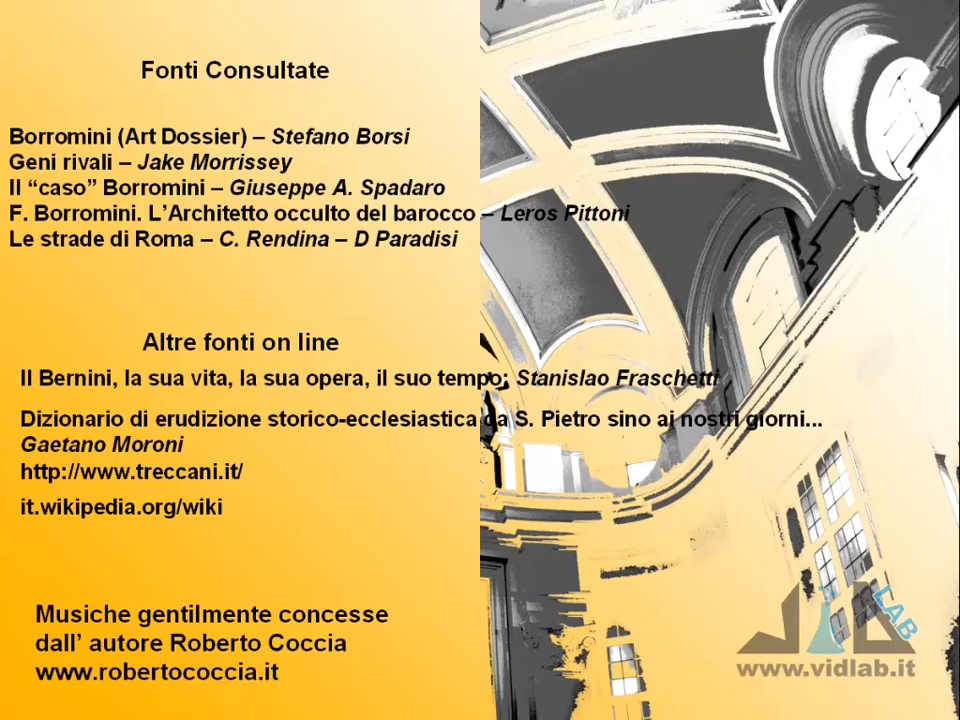 Fonti Consultate
Borromini (Art Dossier) – Stefano Borsi
Geni rivali – Jake Morrissey
Il “caso” Borromini – Giuseppe A. Spadaro
F. Borromini. L’Architetto occulto del barocco – Leros Pittoni
Le strade di Roma – C. Rendina – D Paradisi
Altre fonti on line
Il Bernini, la sua vita, la sua opera, il suo tempo; Stanislao Fraschetti
Dizionario di erudizione storico-ecclesiastica da S. Pietro sino ai nostri giorni...
Gaetano Moroni
http://www.treccani.it/
it.wikipedia.org/wiki
Musiche gentilmente concesse
dall’ autore Roberto Coccia
www.robertococcia.it
LAB
www.vidlab.it